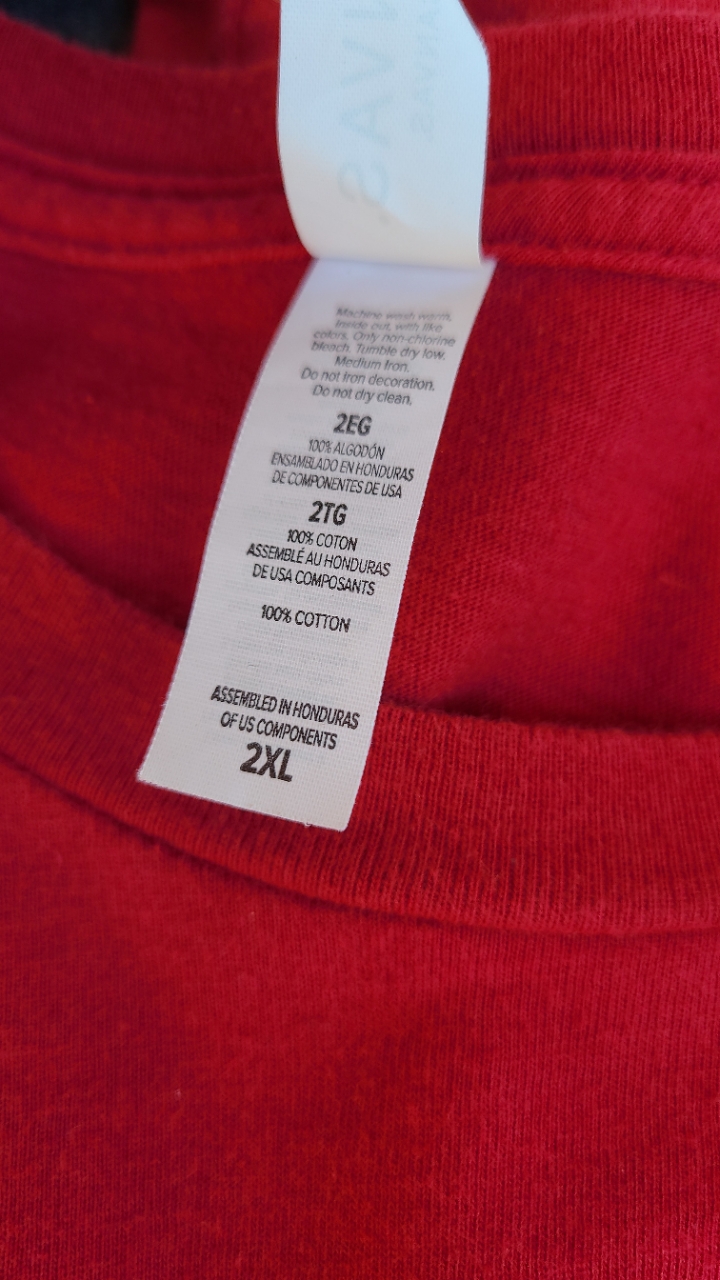 CANVAS
Machine wash warm,
inside out, with like
colors. Only non-chlorine
bleach. Tumble dry low.
Medium Iron.
Do not iron decoration.
Do not dry clean.
2EG
100% ALGODÓN
ENSAMBLADO EN HONDURAS
DE COMPONENTES DE USA
2TG
100% COTON
ASSEMBLÉ AU HONDURAS
DE USA COMPOSANTS
100% COTTON
ASSEMBLED IN HONDURAS
OF US COMPONENTS
2XL